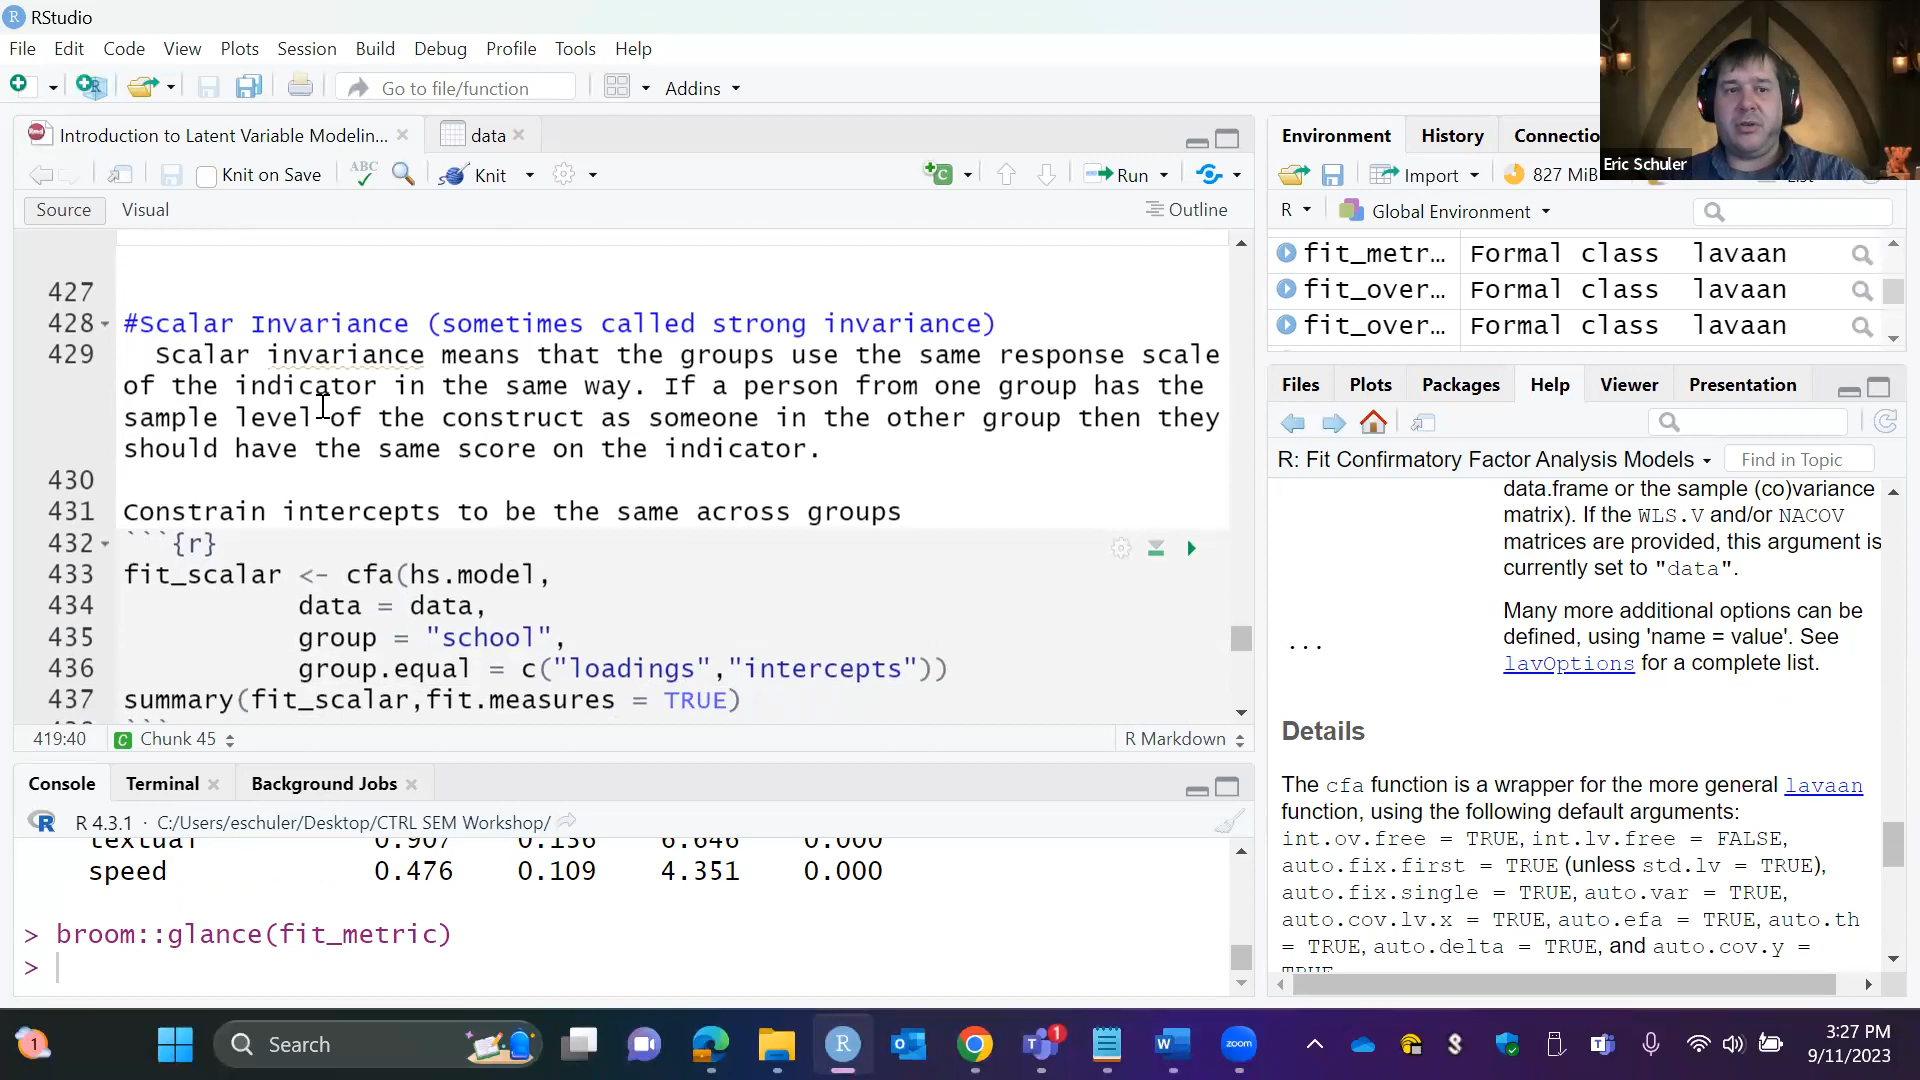 RStudio
File Edit Code View Plots Session Build Debug Profile Tools Help
Go to file/function Addins
Introduction to Latent Variable Modelin... data
Knit on Save ABC Knit Run
Source Visual Outline
427
428 #Scalar Invariance (sometimes called strong invariance)
429 Scalar invariance means that the groups use the same response scale
of the indicator in the same way. If a person from one group has the
sample level of the construct as someone in the other group then they
should have the same score on the indicator.
430
431 Constrain intercepts to be the same across groups
432 ```{r}
433 fit_scalar <- cfa(hs.model,
434 data = data,
435 group = "school",
436 group.equal = c("loadings","intercepts"))
437 summary(fit_scalar,fit.measures = TRUE)
```
419:40 Chunk 45 R Markdown
Console Terminal Background Jobs
R 4.3.1 · C:/Users/eschuler/Desktop/CTRL SEM Workshop/
textual 0.907 0.136 6.646 0.000
speed 0.476 0.109 4.351 0.000
> broom::glance(fit_metric)
>
Environment History Connectio
Import 827 MiB
R Global Environment
fit_metr... Formal class lavaan
fit_over... Formal class lavaan
fit_over... Formal class lavaan
Eric Schuler
Files Plots Packages Help Viewer Presentation
R: Fit Confirmatory Factor Analysis Models Find in Topic
data.frame or the sample (co)variance
matrix). If the WLS.V and/or NACOV
matrices are provided, this argument is
currently set to "data".
... Many more additional options can be
defined, using 'name = value'. See
lavOptions for a complete list.
Details
The cfa function is a wrapper for the more general lavaan
function, using the following default arguments:
int.ov.free = TRUE, int.lv.free = FALSE,
auto.fix.first = TRUE (unless std.lv = TRUE),
auto.fix.single = TRUE, auto.var = TRUE,
auto.cov.lv.x = TRUE, auto.efa = TRUE, auto.th
= TRUE, auto.delta = TRUE, and auto.cov.y =
TRUE
1 Search 1 zoom
3:27 PM
9/11/2023